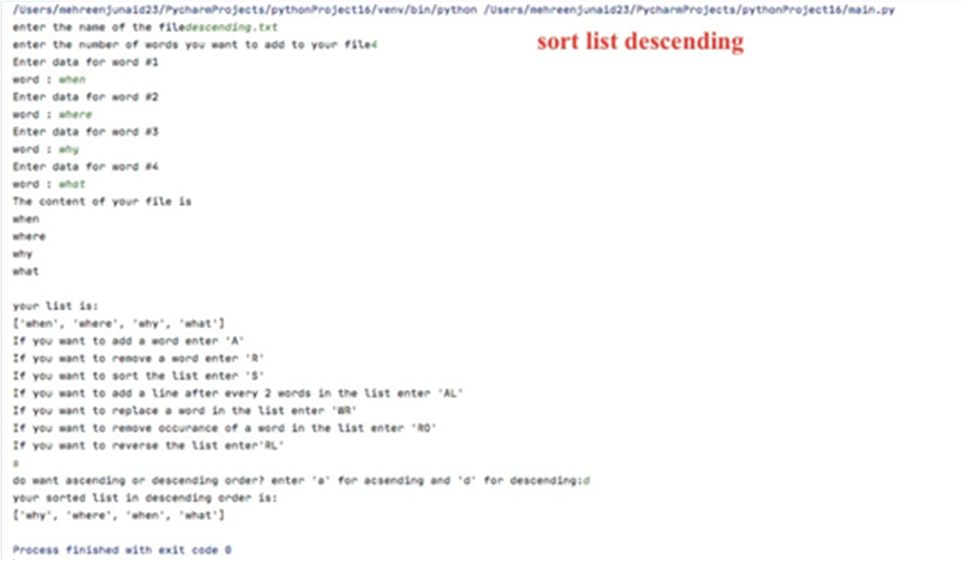 /Users/mehreenjunaid23/PycharmProjects/pythonProject16/venv/bin/python /Users/mehreenjunaid23/PycharmProjects/pythonProject16/main.py
enter the name of the filedescending.txt
enter the number of words you want to add to your file4
sort list descending
Enter data for word #1
word : when
Enter data for word #2
word : where
Enter data for word #3
word : why
Enter data for word #4
word : what
The content of your file is
when
where
why
what
your list is:
['when', 'where', 'why', 'what']
If you want to add a word enter 'A'
If you want to remove a word enter 'R'
If you want to sort the list enter 'S'
If you want to add a line after every 2 words in the list enter 'AL'
If you want to replace a word in the list enter 'WR'
If you want to remove occurance of a word in the list enter 'RO'
If you want to reverse the list enter'RL'
s
do want ascending or descending order? enter 'a' for acsending and 'd' for descending:d
your sorted list in descending order is:
['why', 'where', 'when', 'what']
Process finished with exit code 0